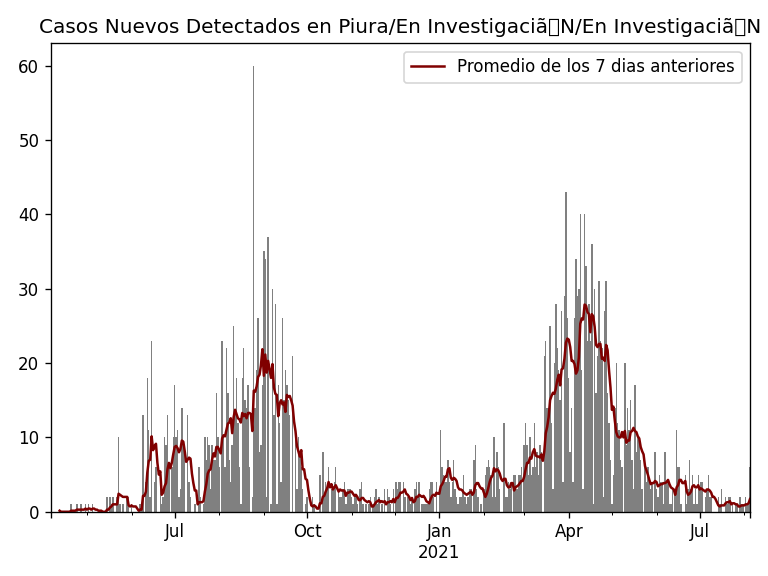 Casos Nuevos Detectados en Piura/En Investigaciã▯N/En Investigaciã▯N
Promedio de los 7 dias anteriores
60
50
40
30
20
10
0
Jul
Oct
Jan
Apr
Jul
2021